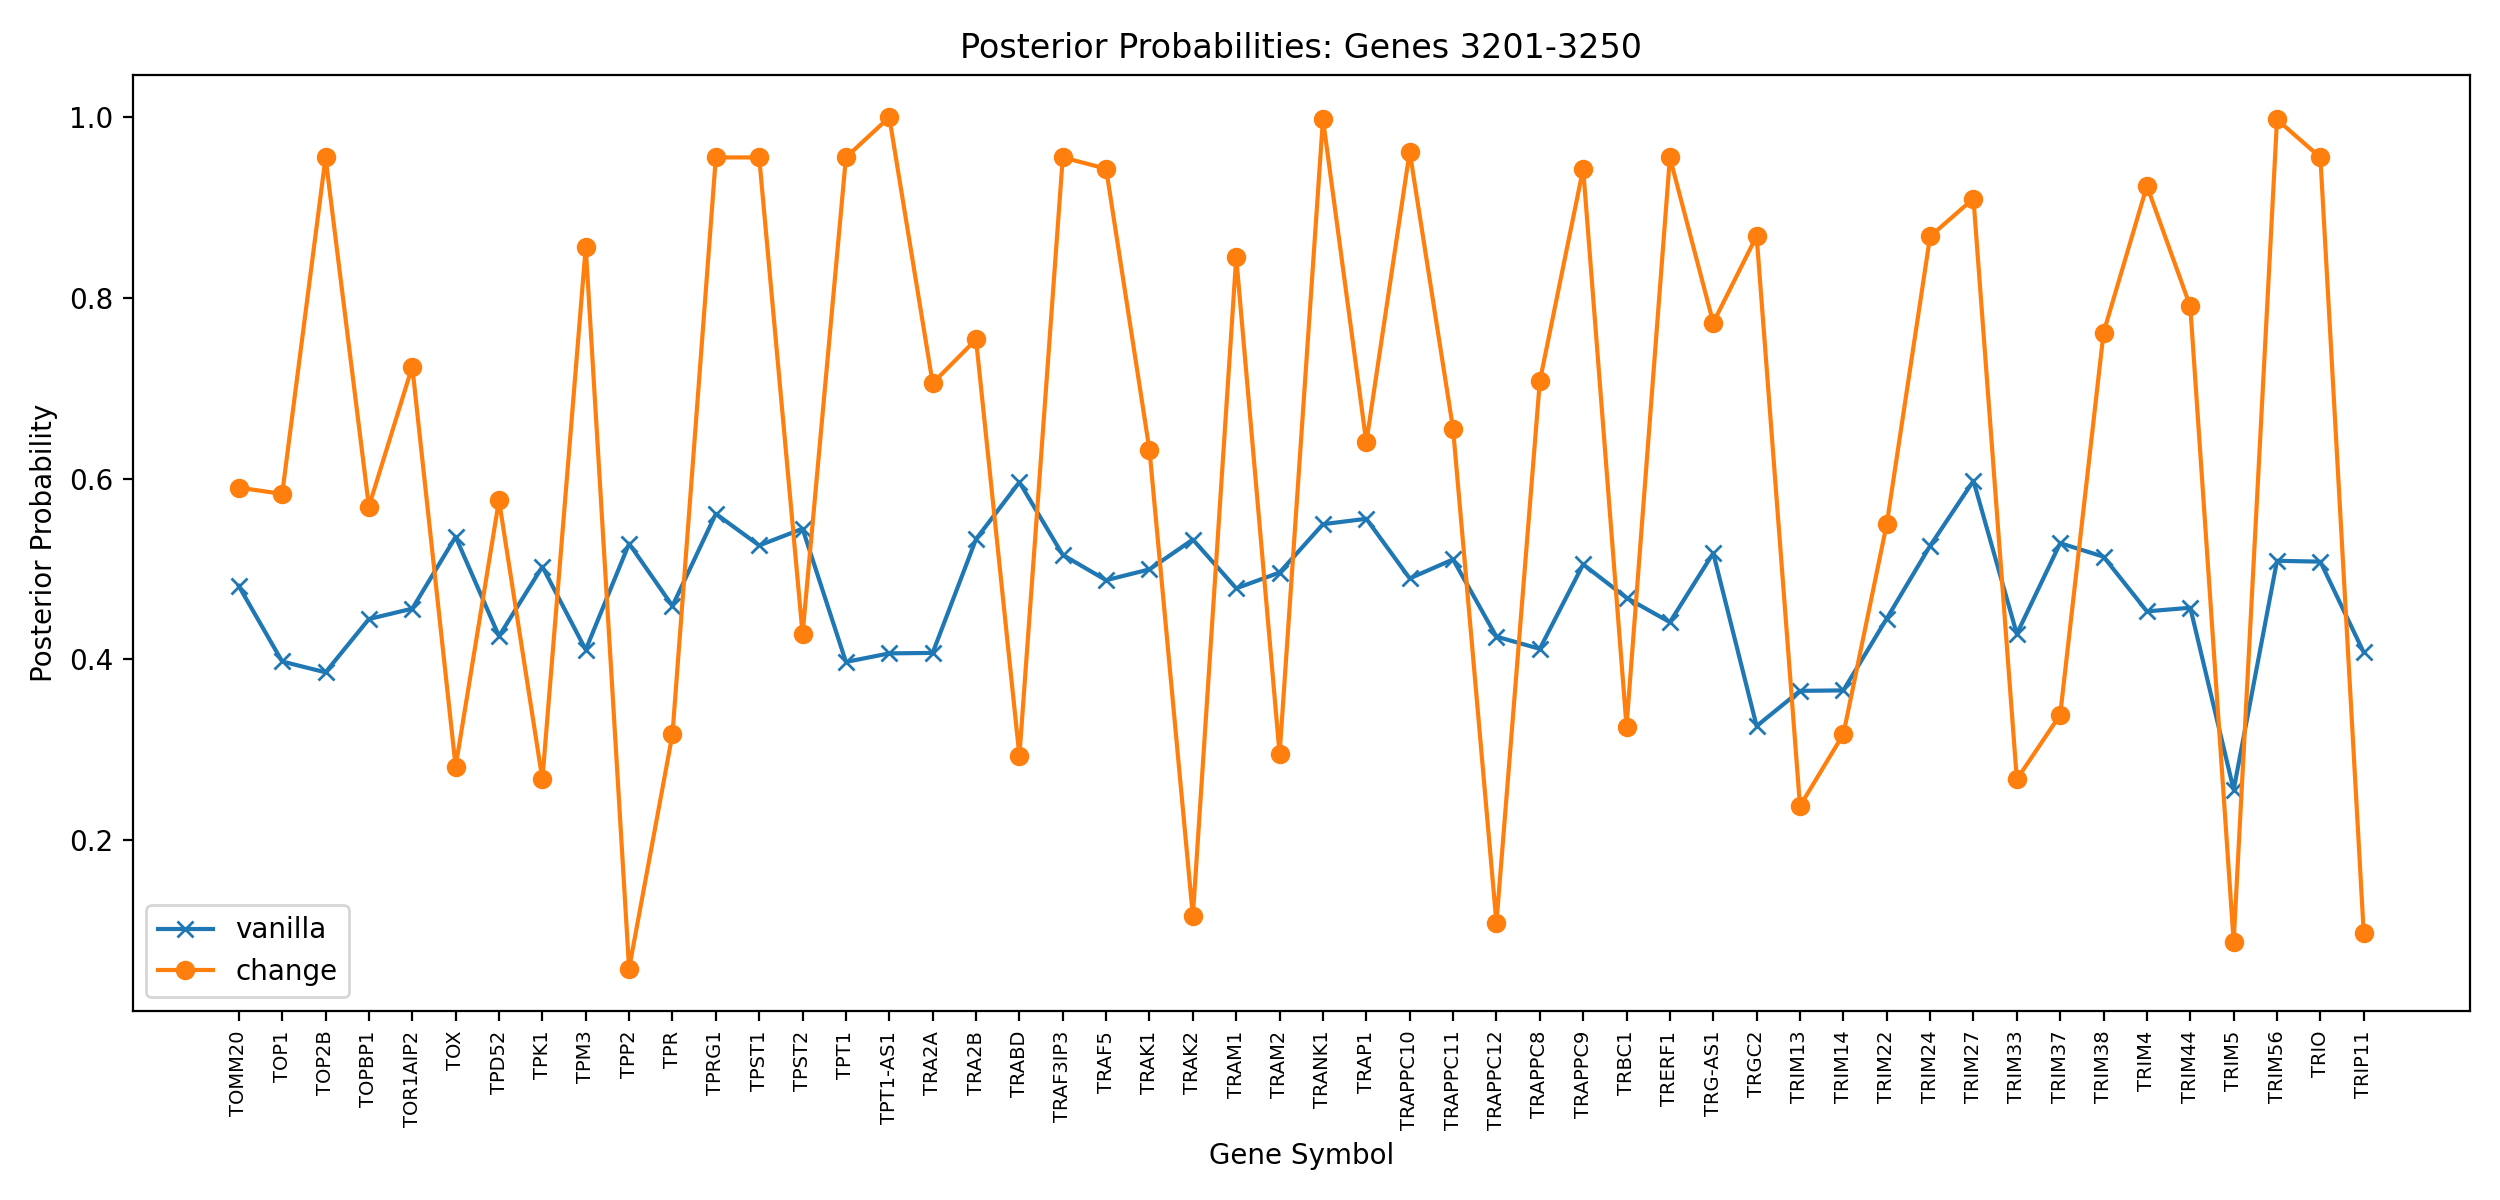 Posterior Probabilities: Genes 3201-3250
Posterior Probability
1.0
0.8
0.6
0.4
0.2
vanilla
change
TOMM20
TOP1
TOP2B
TOPBP1
TOR1AIP2
TOX
TPD52
TPK1
TPM3
TPP2
TPR
TPRG1
TPST1
TPST2
TPT1
TPT1-AS1
TRA2A
TRA2B
TRABD
TRAF3IP3
TRAF5
TRAK1
TRAK2
TRAM1
TRAM2
TRANK1
TRAP1
TRAPPC10
TRAPPC11
TRAPPC12
TRAPPC8
TRAPPC9
TRBC1
TRERF1
TRG-AS1
TRGC2
TRIM13
TRIM14
TRIM22
TRIM24
TRIM27
TRIM33
TRIM37
TRIM38
TRIM4
TRIM44
TRIM5
TRIM56
TRIO
TRIP11
Gene Symbol